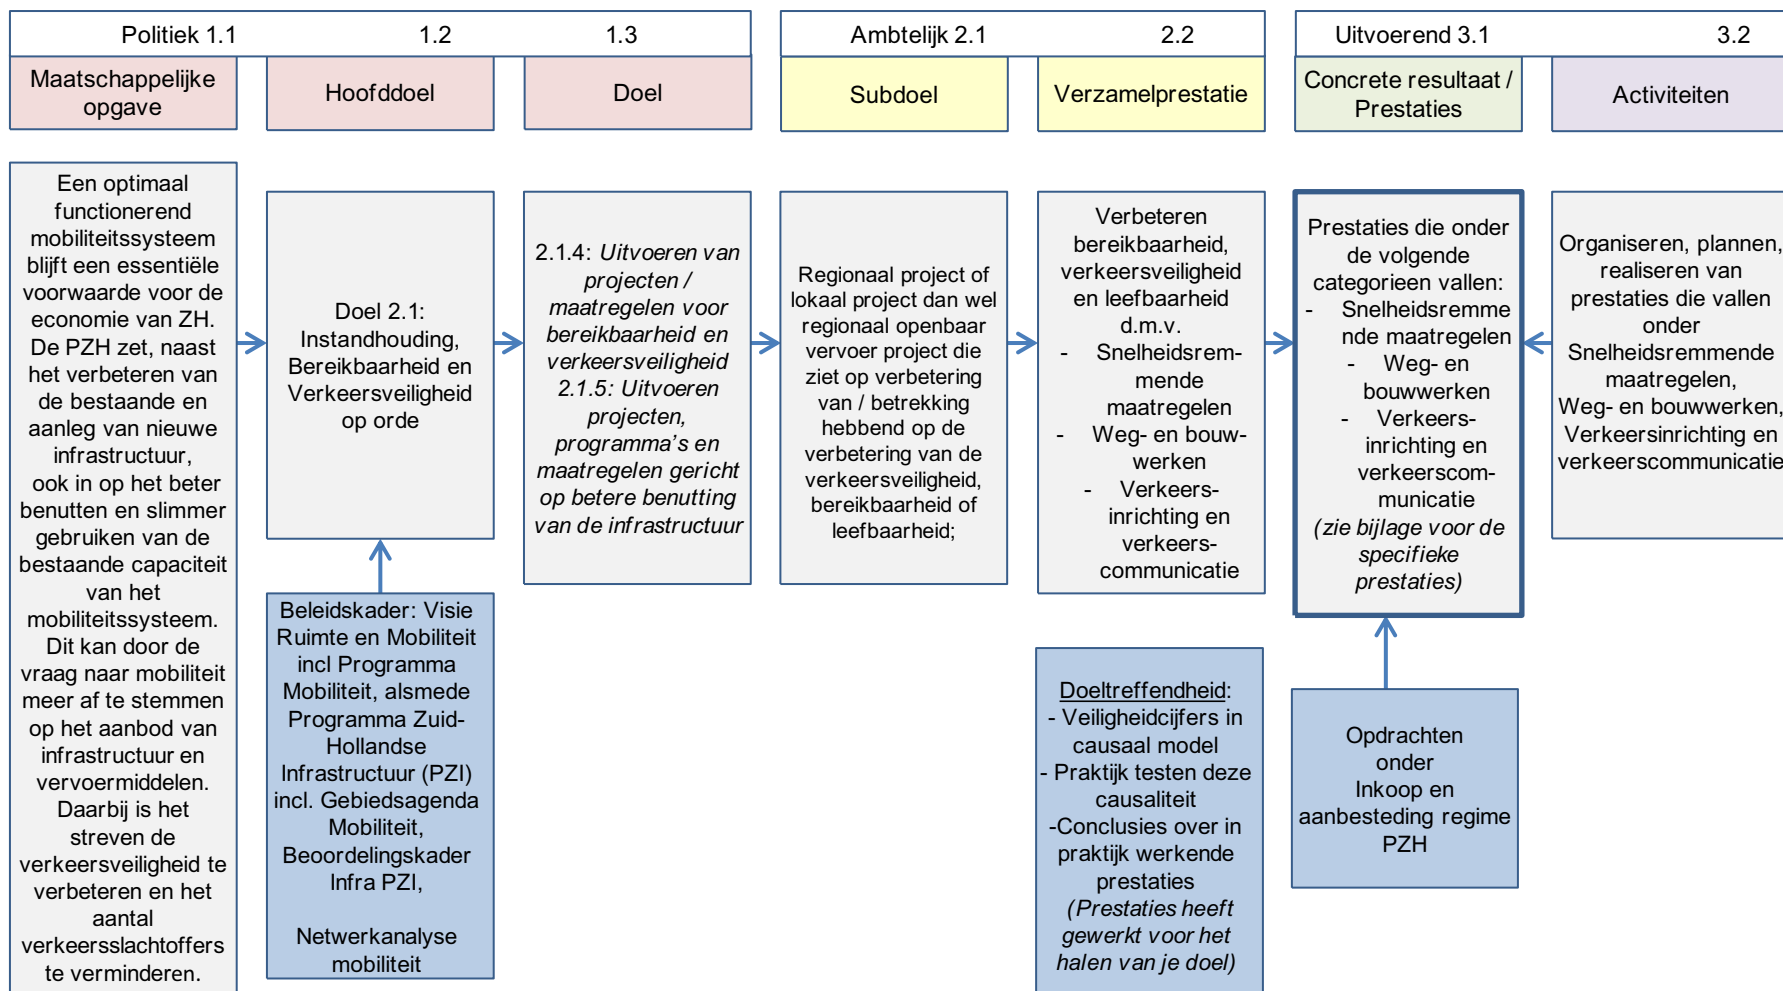 Politiek 1.1 1.2 1.3
Ambtelijk 2.1 2.2
Uitvoerend 3.1 3.2
Maatschappelijke
opgave
Hoofddoel
Doel
Subdoel
Verzamelprestatie
Concrete resultaat /
Prestaties
Activiteiten
Een optimaal
functionerend
mobiliteitssysteem
blijft een essentiële
voorwaarde voor de
economie van ZH.
De PZH zet, naast
het verbeteren van
de bestaande en
aanleg van nieuwe
infrastructuur,
ook in op het beter
benutten en slimmer
gebruiken van de
bestaande capaciteit
van het
mobiliteitssysteem.
Dit kan door de
vraag naar mobiliteit
meer af te stemmen
op het aanbod van
infrastructuur en
vervoermiddelen.
Daarbij is het
streven de
verkeersveiligheid te
verbeteren en het
aantal
verkeersslachtoffers
te verminderen.
Doel 2.1:
Instandhouding,
Bereikbaarheid en
Verkeersveiligheid
op orde
Beleidskader: Visie
Ruimte en Mobiliteit
incl Programma
Mobiliteit, alsmede
Programma Zuid-
Hollandse
Infrastructuur (PZI)
incl. Gebiedsagenda
Mobiliteit,
Beoordelingskader
Infra PZI,
Netwerkanalyse
mobiliteit
2.1.4: Uitvoeren van
projecten /
maatregelen voor
bereikbaarheid en
verkeersveiligheid
2.1.5: Uitvoeren
projecten,
programma's en
maatregelen gericht
op betere benutting
van de infrastructuur
Regionaal project of
lokaal project dan wel
regionaal openbaar
vervoer project die
ziet op verbetering
van / betrekking
hebbend op de
verbetering van de
verkeersveiligheid,
bereikbaarheid of
leefbaarheid;
Verbeteren
bereikbaarheid,
verkeersveiligheid
en leefbaarheid
d.m.v.
- Snelheidsrem-
mende
maatregelen
- Weg- en bouw-
werken
- Verkeers-
inrichting en
verkeers-
communicatie
Doeltreffendheid:
- Veiligheidcijfers in
causaal model
- Praktijk testen deze
causaliteit
-Conclusies over in
praktijk werkende
prestaties
(Prestaties heeft
gewerkt voor het
halen van je doel)
Prestaties die onder
de volgende
categorieen vallen:
- Snelheidsremme
nde maatregelen
- Weg- en
bouwwerken
- Verkeers-
inrichting en
verkeerscom-
municatie
(zie bijlage voor de
specifieke
prestaties)
Opdrachten
onder
Inkoop en
aanbesteding regime
PZH
Organiseren, plannen,
realiseren van
prestaties die vallen
onder
Snelheidsremmende
maatregelen,
Weg- en bouwwerken,
Verkeersinrichting en
verkeerscommunicatie